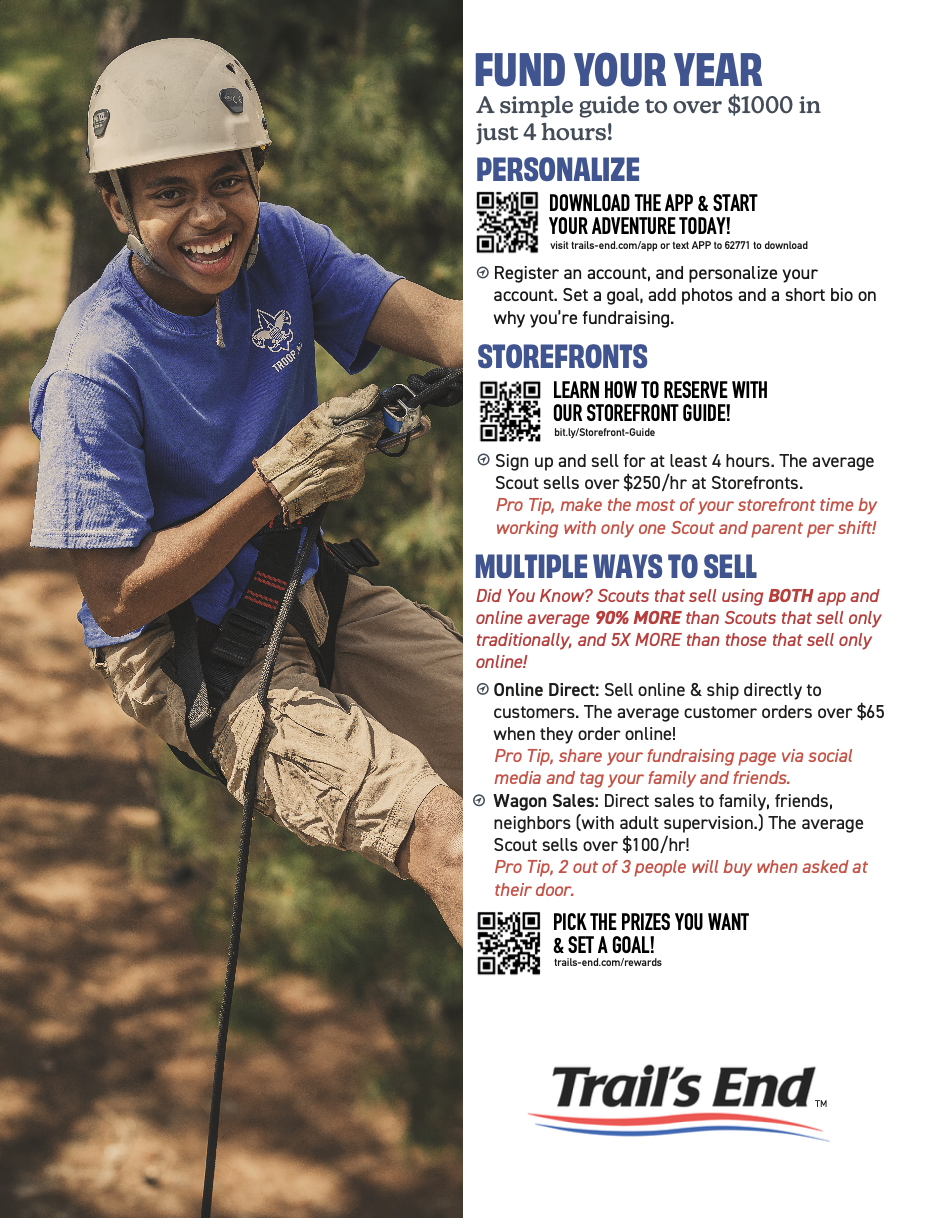 FUND YOUR YEAR
A simple guide to over $1000 in
just 4 hours!
PERSONALIZE
DOWNLOAD THE APP & START
YOUR ADVENTURE TODAY!
visit trails-end.com/app or text APP to 62771 to download
Register an account, and personalize your
account. Set a goal, add photos and a short bio on
why you're fundraising.
STOREFRONTS
LEARN HOW TO RESERVE WITH
OUR STOREFRONT GUIDE!
bit.ly/Storefront-Guide
Sign up and sell for at least 4 hours. The average
Scout sells over $250/hr at Storefronts.
Pro Tip, make the most of your storefront time by
working with only one Scout and parent per shift!
MULTIPLE WAYS TO SELL
Did You Know? Scouts that sell using BOTH app and
online average 90% MORE than Scouts that sell only
traditionally, and 5X MORE than those that sell only
online!
Online Direct: Sell online & ship directly to
customers. The average customer orders over $65
when they order online!
Pro Tip, share your fundraising page via social
media and tag your family and friends.
Wagon Sales: Direct sales to family, friends,
neighbors (with adult supervision.) The average
Scout sells over $100/hr!
Pro Tip, 2 out of 3 people will buy when asked at
their door.
PICK THE PRIZES YOU WANT
& SET A GOAL!
trails-end.com/rewards
Trail's End TM
TROOP